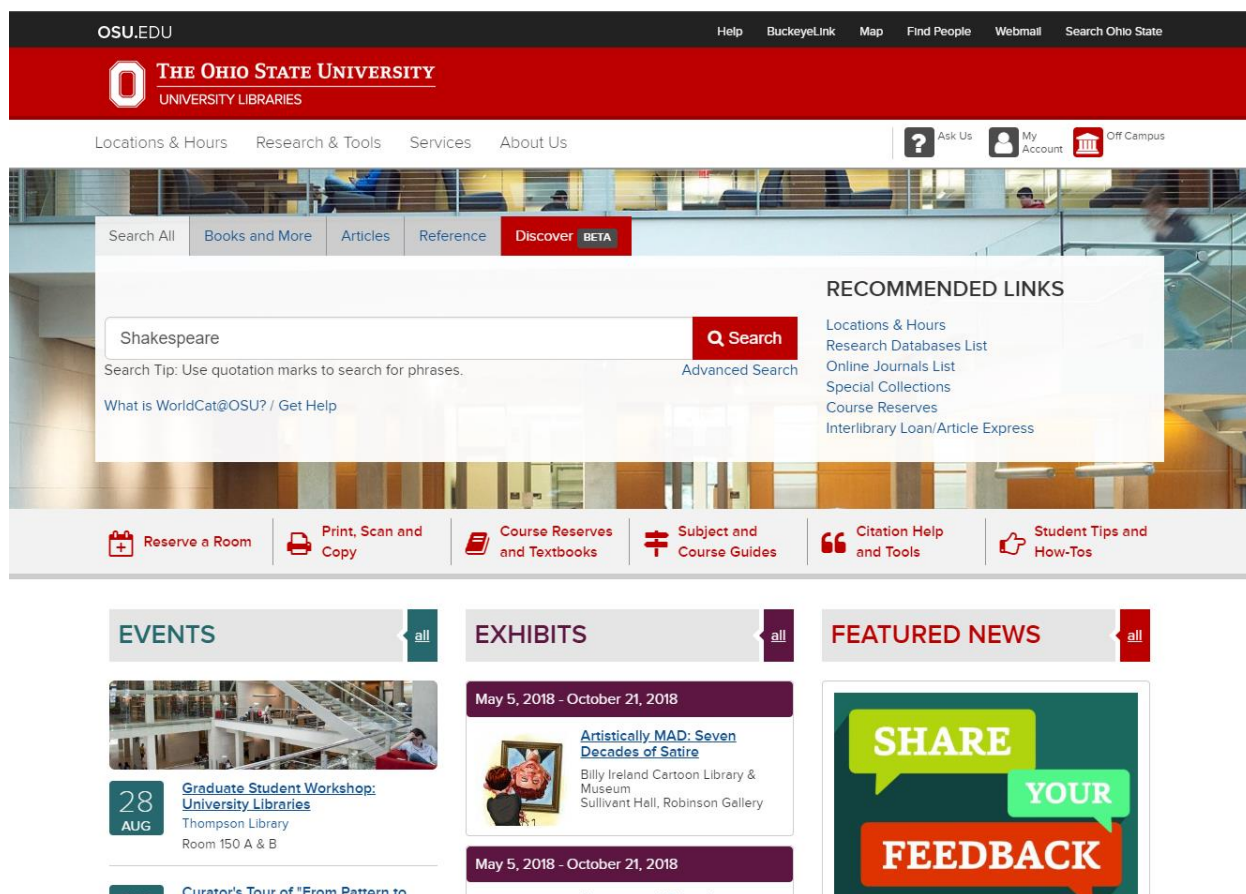 OSU.EDU
Help BuckeyeLink Map Find People Webmail Search Ohio State
THE OHIO STATE UNIVERSITY
UNIVERSITY LIBRARIES
Locations & Hours Research & Tools Services About Us
? Ask Us
My
Account
Off Campus
Search All Books and More Articles Reference Discover BETA
Shakespeare
Search
Search Tip: Use quotation marks to search for phrases.
Advanced Search
What is WorldCat@OSU? / Get Help
RECOMMENDED LINKS
Locations & Hours
Research Databases List
Online Journals List
Special Collections
Course Reserves
Interlibrary Loan/Article Express
Reserve a Room
Print, Scan and
Copy
Course Reserves
and Textbooks
Subject and
Course Guides
Citation Help
and Tools
Student Tips and
How-Tos
EVENTS
all
28
AUG
Graduate Student Workshop:
University Libraries
Thompson Library
Room 150 A & B
Curator's Tour of "From Pattern to
EXHIBITS
all
May 5, 2018 - October 21, 2018
Artistically MAD: Seven
Decades of Satire
Billy Ireland Cartoon Library &
Museum
Sullivant Hall, Robinson Gallery
May 5, 2018 - October 21, 2018
FEATURED NEWS
all
SHARE
YOUR
FEEDBACK